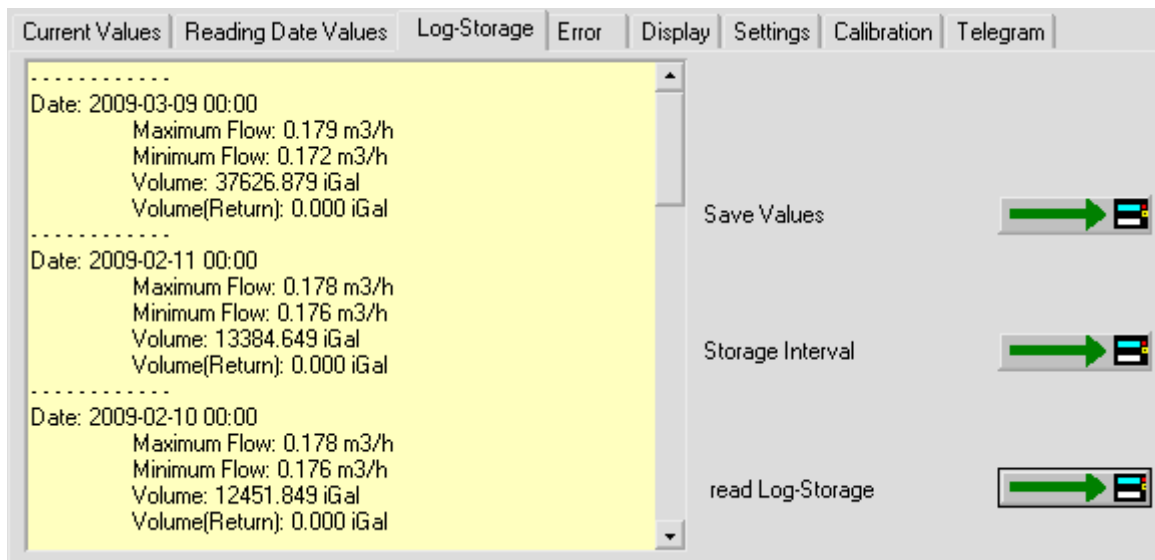 Current Values Reading Date Values Log-Storage Error Display Settings Calibration Telegram
- - - - - - - - - - - -
Date: 2009-03-09 00:00
Maximum Flow: 0.179 m3/h
Minimum Flow: 0.172 m3/h
Volume: 37626.879 iGal
Volume(Return): 0.000 iGal
- - - - - - - - - - - -
Date: 2009-02-11 00:00
Maximum Flow: 0.178 m3/h
Minimum Flow: 0.176 m3/h
Volume: 13384.649 iGal
Volume(Return): 0.000 iGal
- - - - - - - - - - - -
Date: 2009-02-10 00:00
Maximum Flow: 0.178 m3/h
Minimum Flow: 0.176 m3/h
Volume: 12451.849 iGal
Volume(Return): 0.000 iGal
Save Values
Storage Interval
read Log-Storage